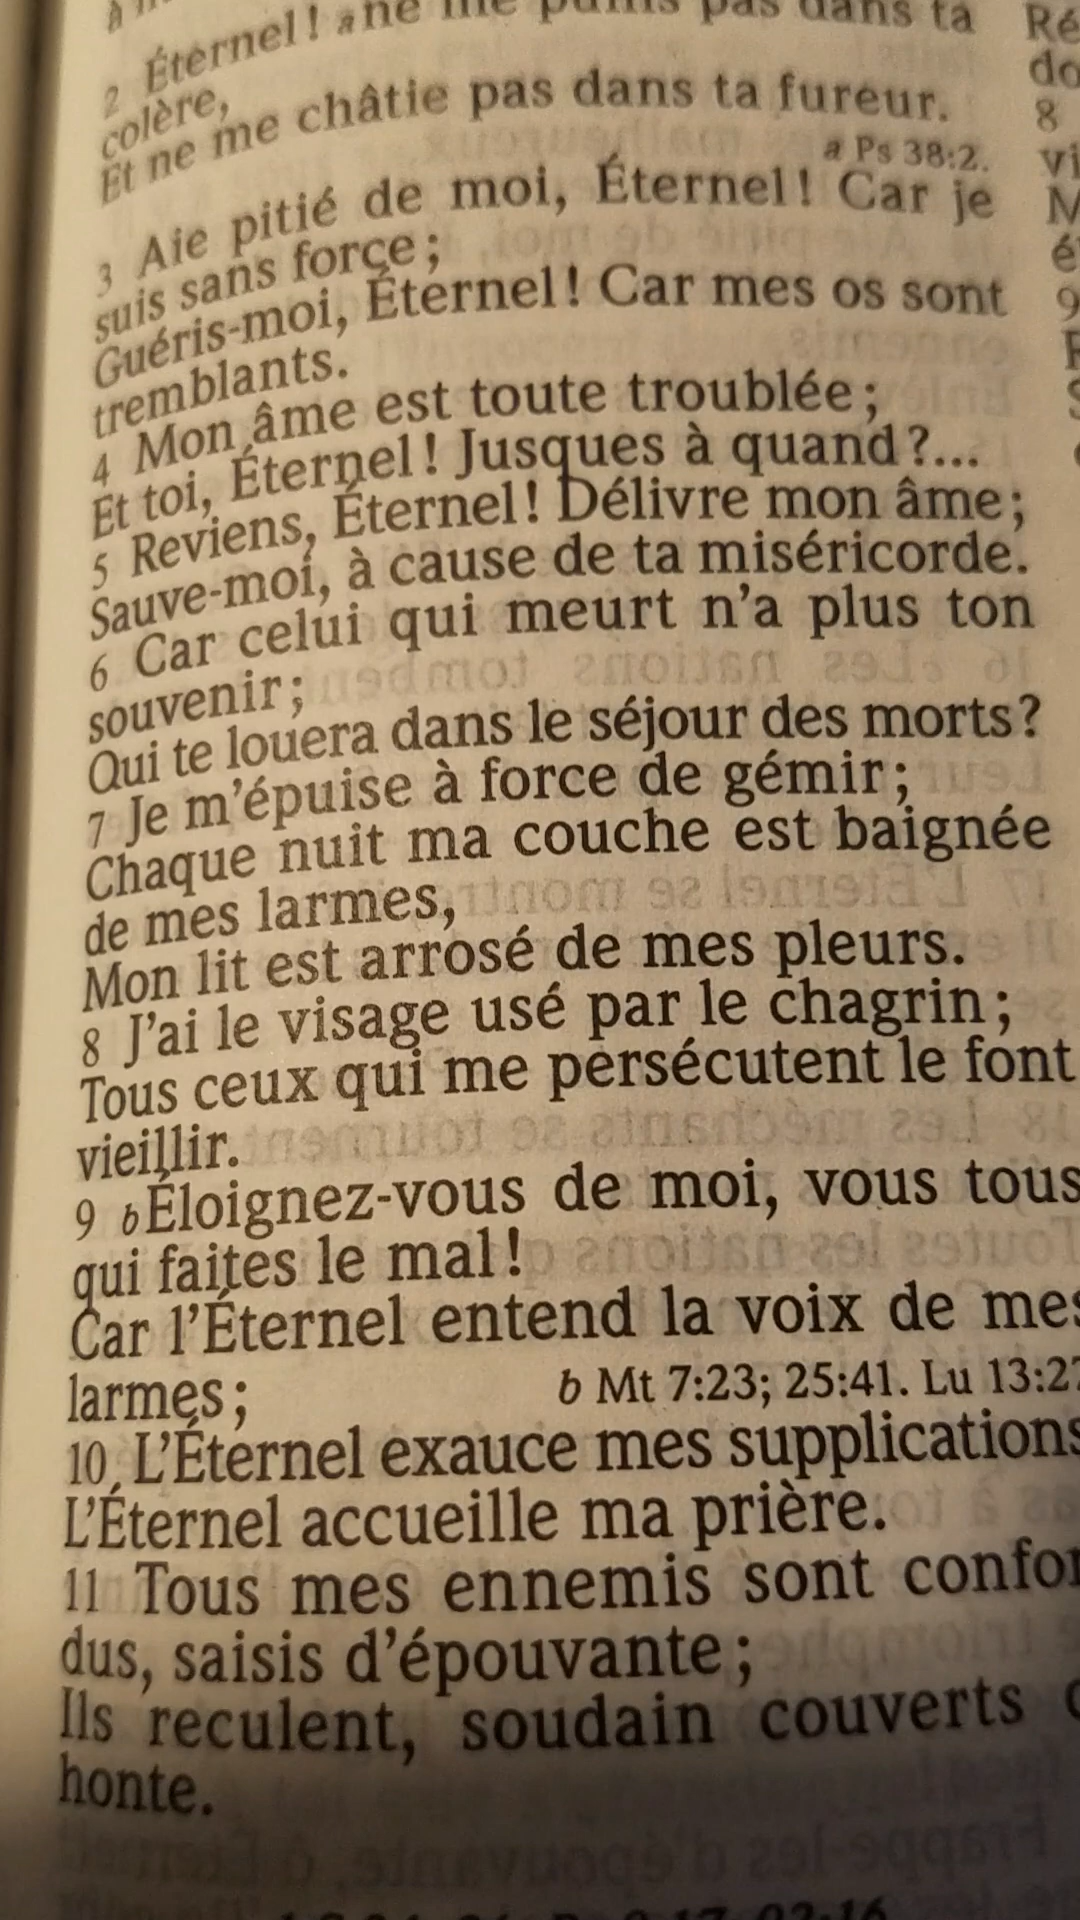 2 Éternel! a ne me punis pas dans ta
colère,
Et ne me châtie pas dans ta fureur.
a Ps 38:2.
3 Aie pitié de moi, Éternel! Car je
suis sans force;
Guéris-moi, Éternel! Car mes os sont
tremblants.
4 Mon âme est toute troublée;
Et toi, Éternel! Jusques à quand?...
5 Reviens, Éternel! Délivre mon âme;
Sauve-moi, à cause de ta miséricorde.
6 Car celui qui meurt n'a plus ton
souvenir;
Qui te louera dans le séjour des morts?
7 Je m'épuise à force de gémir;
Chaque nuit ma couche est baignée
de mes larmes,
Mon lit est arrosé de mes pleurs.
8 J'ai le visage usé par le chagrin;
Tous ceux qui me persécutent le font
vieillir.
9 b Éloignez-vous de moi, vous tous
qui faites le mal!
Car l'Éternel entend la voix de mes
larmes;
b Mt 7:23; 25:41. Lu 13:27
10 L'Éternel exauce mes supplications
L'Éternel accueille ma prière.
11 Tous mes ennemis sont confon
dus, saisis d'épouvante;
Ils reculent, soudain couverts
honte.
Ré
do
8
vi
M
é
9